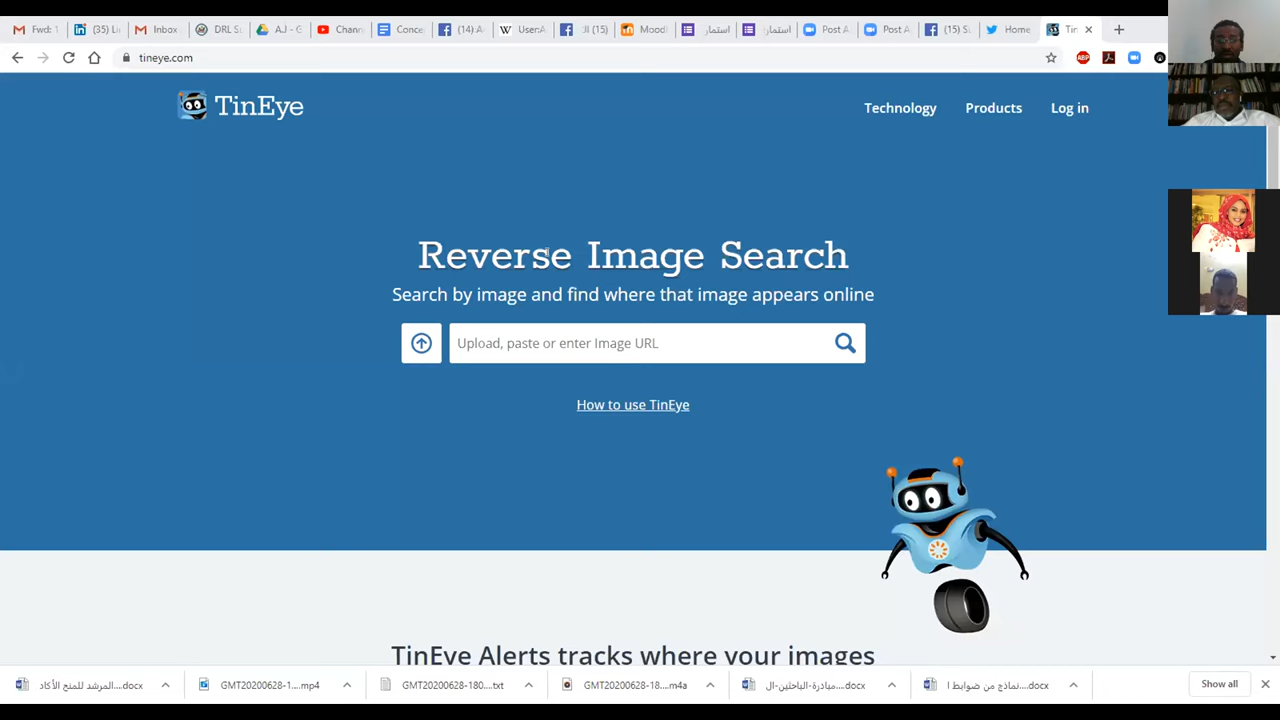 Fwd:
(35) Li
Inbox
DRL S
AJ - G
Chann
Conce
(14) A
UserA
(15) ال
Mood
استمار
استمار
Post A
Post A
(15) S
Home
Tin
tineye.com
ABP
TinEye
Technology
Products
Log in
Reverse Image Search
Search by image and find where that image appears online
Upload, paste or enter Image URL
How to use TinEye
TinEye Alerts tracks where your images
المرشد للمنح الأكاد....docx
GMT20200628-1....mp4
GMT20200628-180....txt
GMT20200628-18....m4a
مبادرة-الباحثين-ال....docx
نماذج من ضوابط ا....docx
Show all